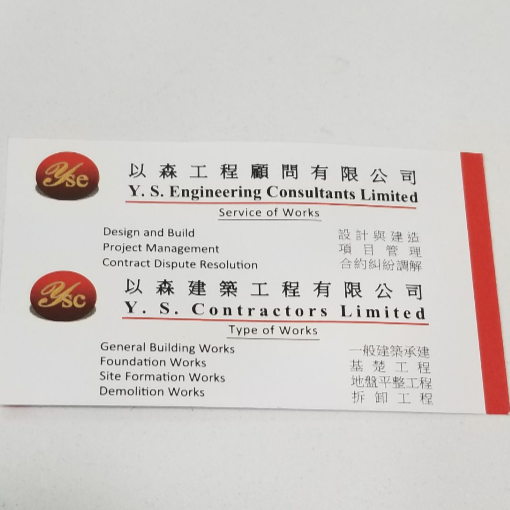 Yse
以森工程顧問有限公司
Y. S. Engineering Consultants Limited
Service of Works
Design and Build 設計與建造
Project Management 項目管理
Contract Dispute Resolution 合約糾紛調解
Ysc
以森建築工程有限公司
Y. S. Contractors Limited
Type of Works
General Building Works 一般建築承建
Foundation Works 基楚工程
Site Formation Works 地盤平整工程
Demolition Works 拆卸工程